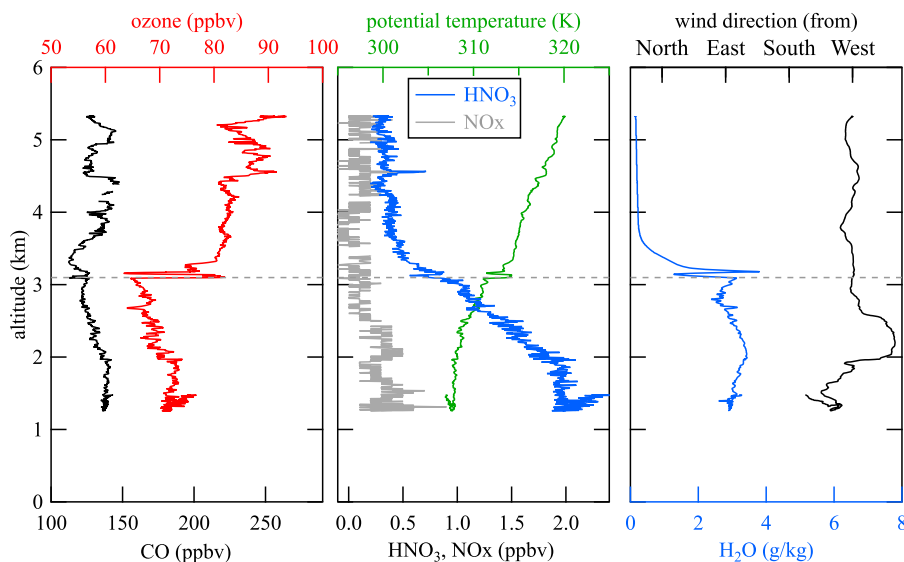 ozone (ppbv)
potential temperature (K)
wind direction (from)
50 60 70 80 90 100
300 310 320
North East South West
6
5
4
3
2
1
0
altitude (km)
HNO₃
NOx
100 150 200 250
0.0 0.5 1.0 1.5 2.0
0 2 4 6 8
CO (ppbv)
HNO₃, NOx (ppbv)
H₂O (g/kg)